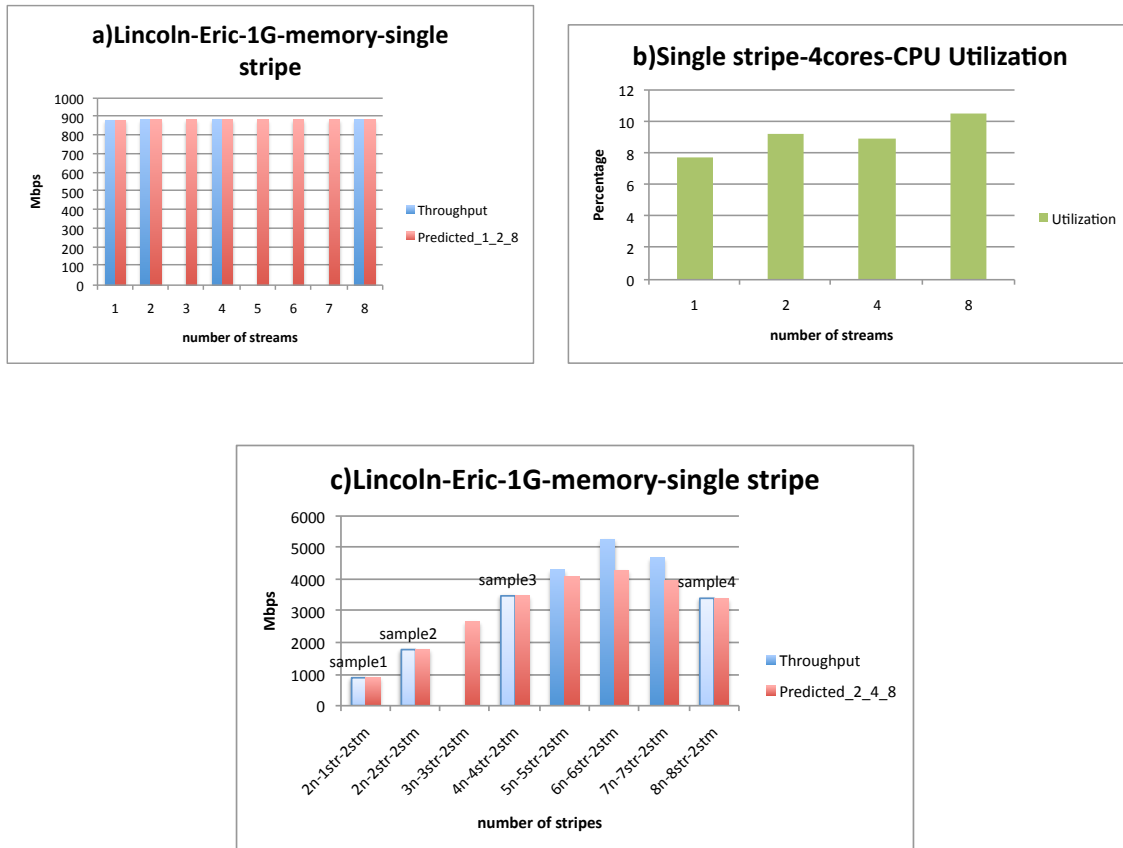 a)Lincoln-Eric-1G-memory-single
stripe
1000
900
800
700
600
500
400
300
200
100
0
Mbps
1 2 3 4 5 6 7 8
number of streams
Throughput
Predicted_1_2_8
b)Single stripe-4cores-CPU Utilization
12
10
8
6
4
2
0
Percentage
1 2 4 8
number of streams
Utilization
c)Lincoln-Eric-1G-memory-single stripe
6000
5000
4000
3000
2000
1000
0
Mbps
sample1
sample2
sample3
sample4
2n-1str-2stm
2n-2str-2stm
3n-3str-2stm
4n-4str-2stm
5n-5str-2stm
6n-6str-2stm
7n-7str-2stm
8n-8str-2stm
number of stripes
Throughput
Predicted_2_4_8